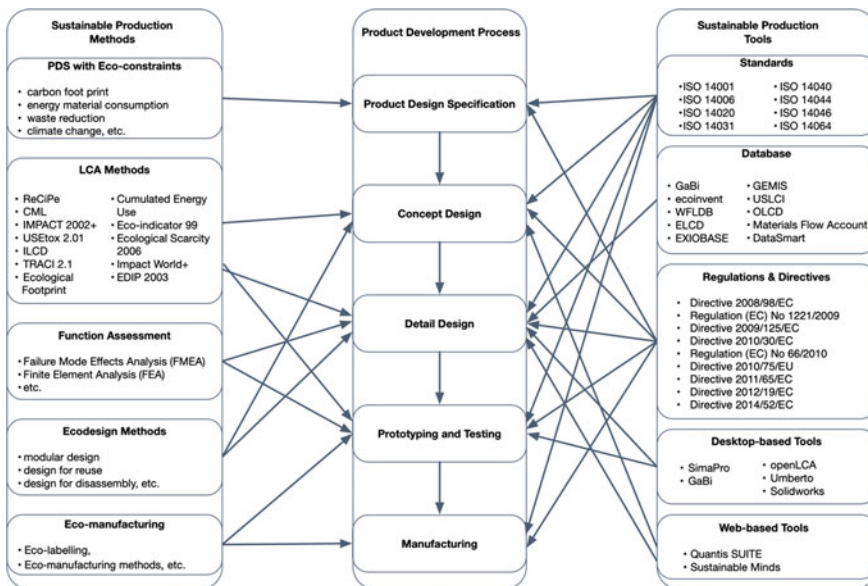 Sustainable Production
Methods
PDS with Eco-constraints
• carbon foot print
• energy material consumption
• waste reduction
• climate change, etc.
LCA Methods
• ReCiPe
• CML
• IMPACT 2002+
• USEtox 2.01
• ILCD
• TRACI 2.1
• Ecological
Footprint
• Cumulated Energy
Use
• Eco-indicator 99
• Ecological Scarcity
2006
• Impact World+
• EDIP 2003
Function Assessment
• Failure Mode Effects Analysis (FMEA)
• Finite Element Analysis (FEA)
• etc.
Ecodesign Methods
• modular design
• design for reuse
• design for disassembly, etc.
Eco-manufacturing
• Eco-labelling,
• Eco-manufacturing methods, etc.
Product Development Process
Product Design Specification
Concept Design
Detail Design
Prototyping and Testing
Manufacturing
Sustainable Production
Tools
Standards
•ISO 14001
•ISO 14006
•ISO 14020
•ISO 14031
• ISO 14040
• ISO 14044
• ISO 14046
• ISO 14064
Database
• GaBi
• ecoinvent
• WFLDB
• ELCD
• EXIOBASE
• GEMIS
• USLCI
• OLCD
• Materials Flow Account
• DataSmart
Regulations & Directives
• Directive 2008/98/EC
• Regulation (EC) No 1221/2009
• Directive 2009/125/EC
• Directive 2010/30/EC
• Regulation (EC) No 66/2010
• Directive 2010/75/EU
• Directive 2011/65/EC
• Directive 2012/19/EC
• Directive 2014/52/EC
Desktop-based Tools
• SimaPro
• GaBi
• openLCA
• Umberto
• Solidworks
Web-based Tools
• Quantis SUITE
• Sustainable Minds